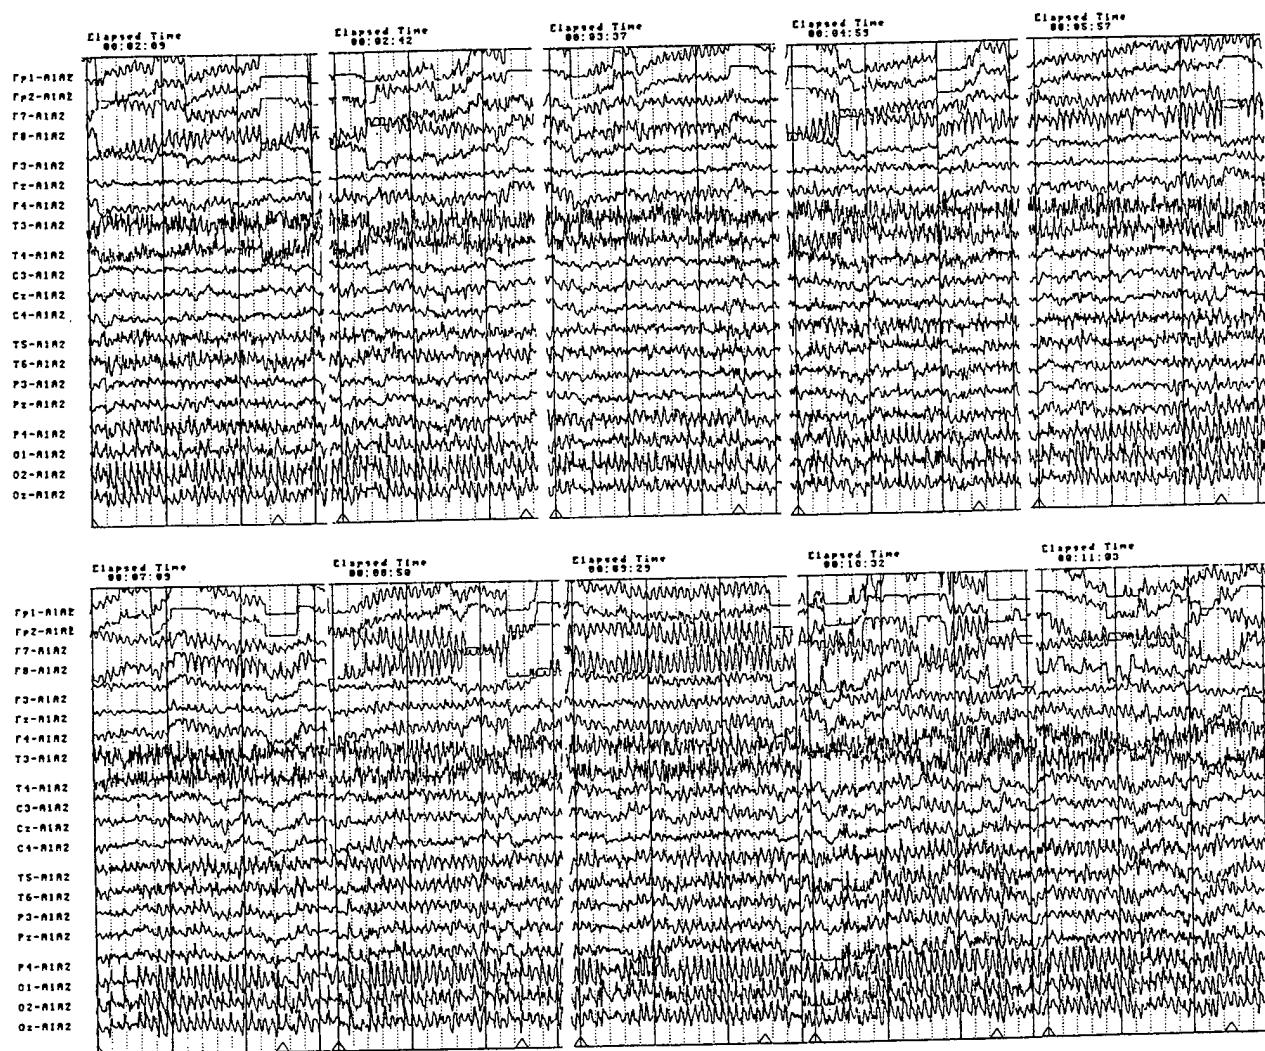 Elapsed Time
00:02:09
Elapsed Time
00:02:42
Elapsed Time
00:03:37
Elapsed Time
00:04:59
Elapsed Time
00:05:57
Fp1-A1A2
Fp2-A1A2
F7-A1A2
F8-A1A2
F3-A1A2
Fz-A1A2
F4-A1A2
T3-A1A2
T4-A1A2
C3-A1A2
Cz-A1A2
C4-A1A2
T5-A1A2
T6-A1A2
P3-A1A2
Pz-A1A2
P4-A1A2
O1-A1A2
O2-A1A2
Oz-A1A2
Elapsed Time
00:07:09
Elapsed Time
00:08:50
Elapsed Time
00:09:29
Elapsed Time
00:10:32
Elapsed Time
00:11:03
Fp1-A1A2
Fp2-A1A2
F7-A1A2
F8-A1A2
F3-A1A2
Fz-A1A2
F4-A1A2
T3-A1A2
T4-A1A2
C3-A1A2
Cz-A1A2
C4-A1A2
T5-A1A2
T6-A1A2
P3-A1A2
Pz-A1A2
P4-A1A2
O1-A1A2
O2-A1A2
Oz-A1A2